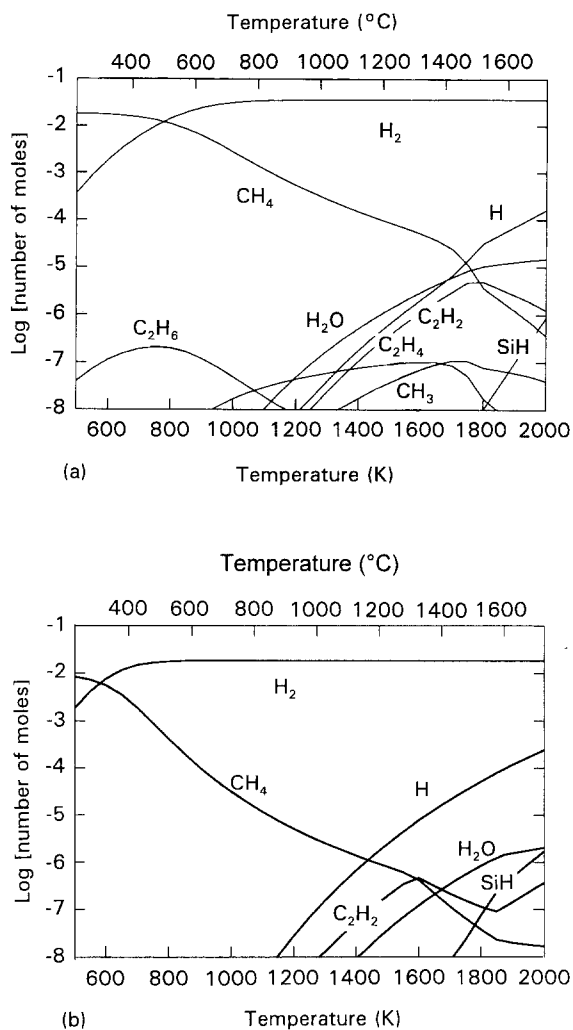 Temperature (°C)
400 600 800 1000 1200 1400 1600
-1
-2
-3
-4
-5
-6
-7
-8
Log [number of moles]
H₂
CH₄
H
H₂O
C₂H₆
C₂H₂
C₂H₄
SiH
CH₃
600 800 1000 1200 1400 1600 1800 2000
(a) Temperature (K)
Temperature (°C)
400 600 800 1000 1200 1400 1600
-1
-2
-3
-4
-5
-6
-7
-8
Log [number of moles]
H₂
CH₄
H
H₂O
SiH
C₂H₂
600 800 1000 1200 1400 1600 1800 2000
(b) Temperature (K)